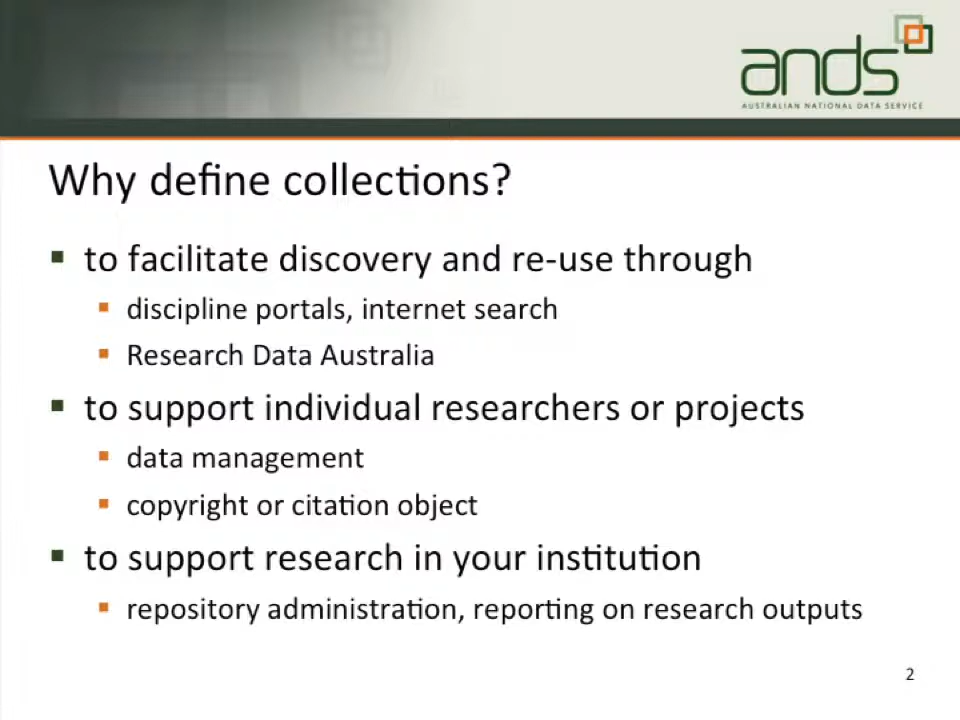 ands
AUSTRALIAN NATIONAL DATA SERVICE
Why define collections?
to facilitate discovery and re-use through
discipline portals, internet search
Research Data Australia
to support individual researchers or projects
data management
copyright or citation object
to support research in your institution
repository administration, reporting on research outputs
2